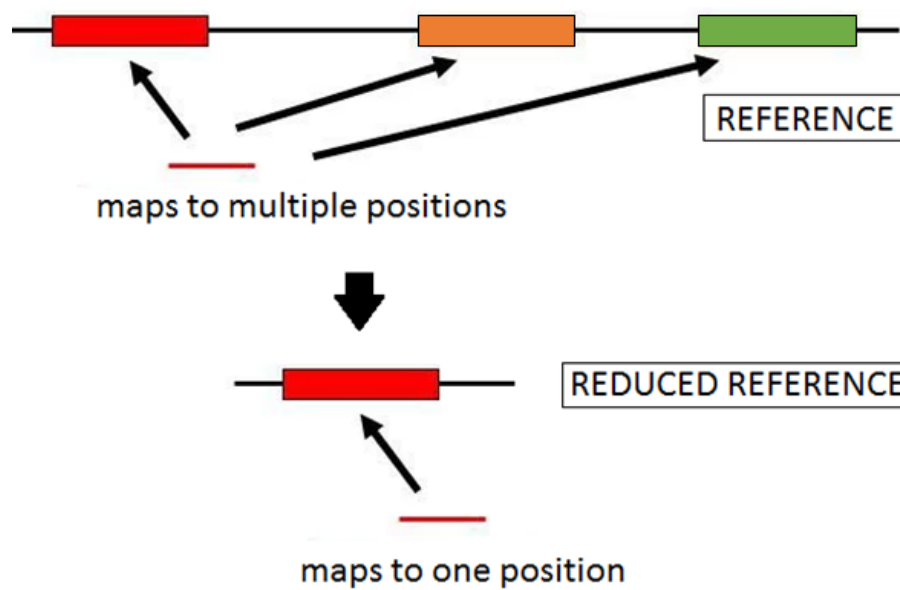 REFERENCE
maps to multiple positions
REDUCED REFERENCE
maps to one position